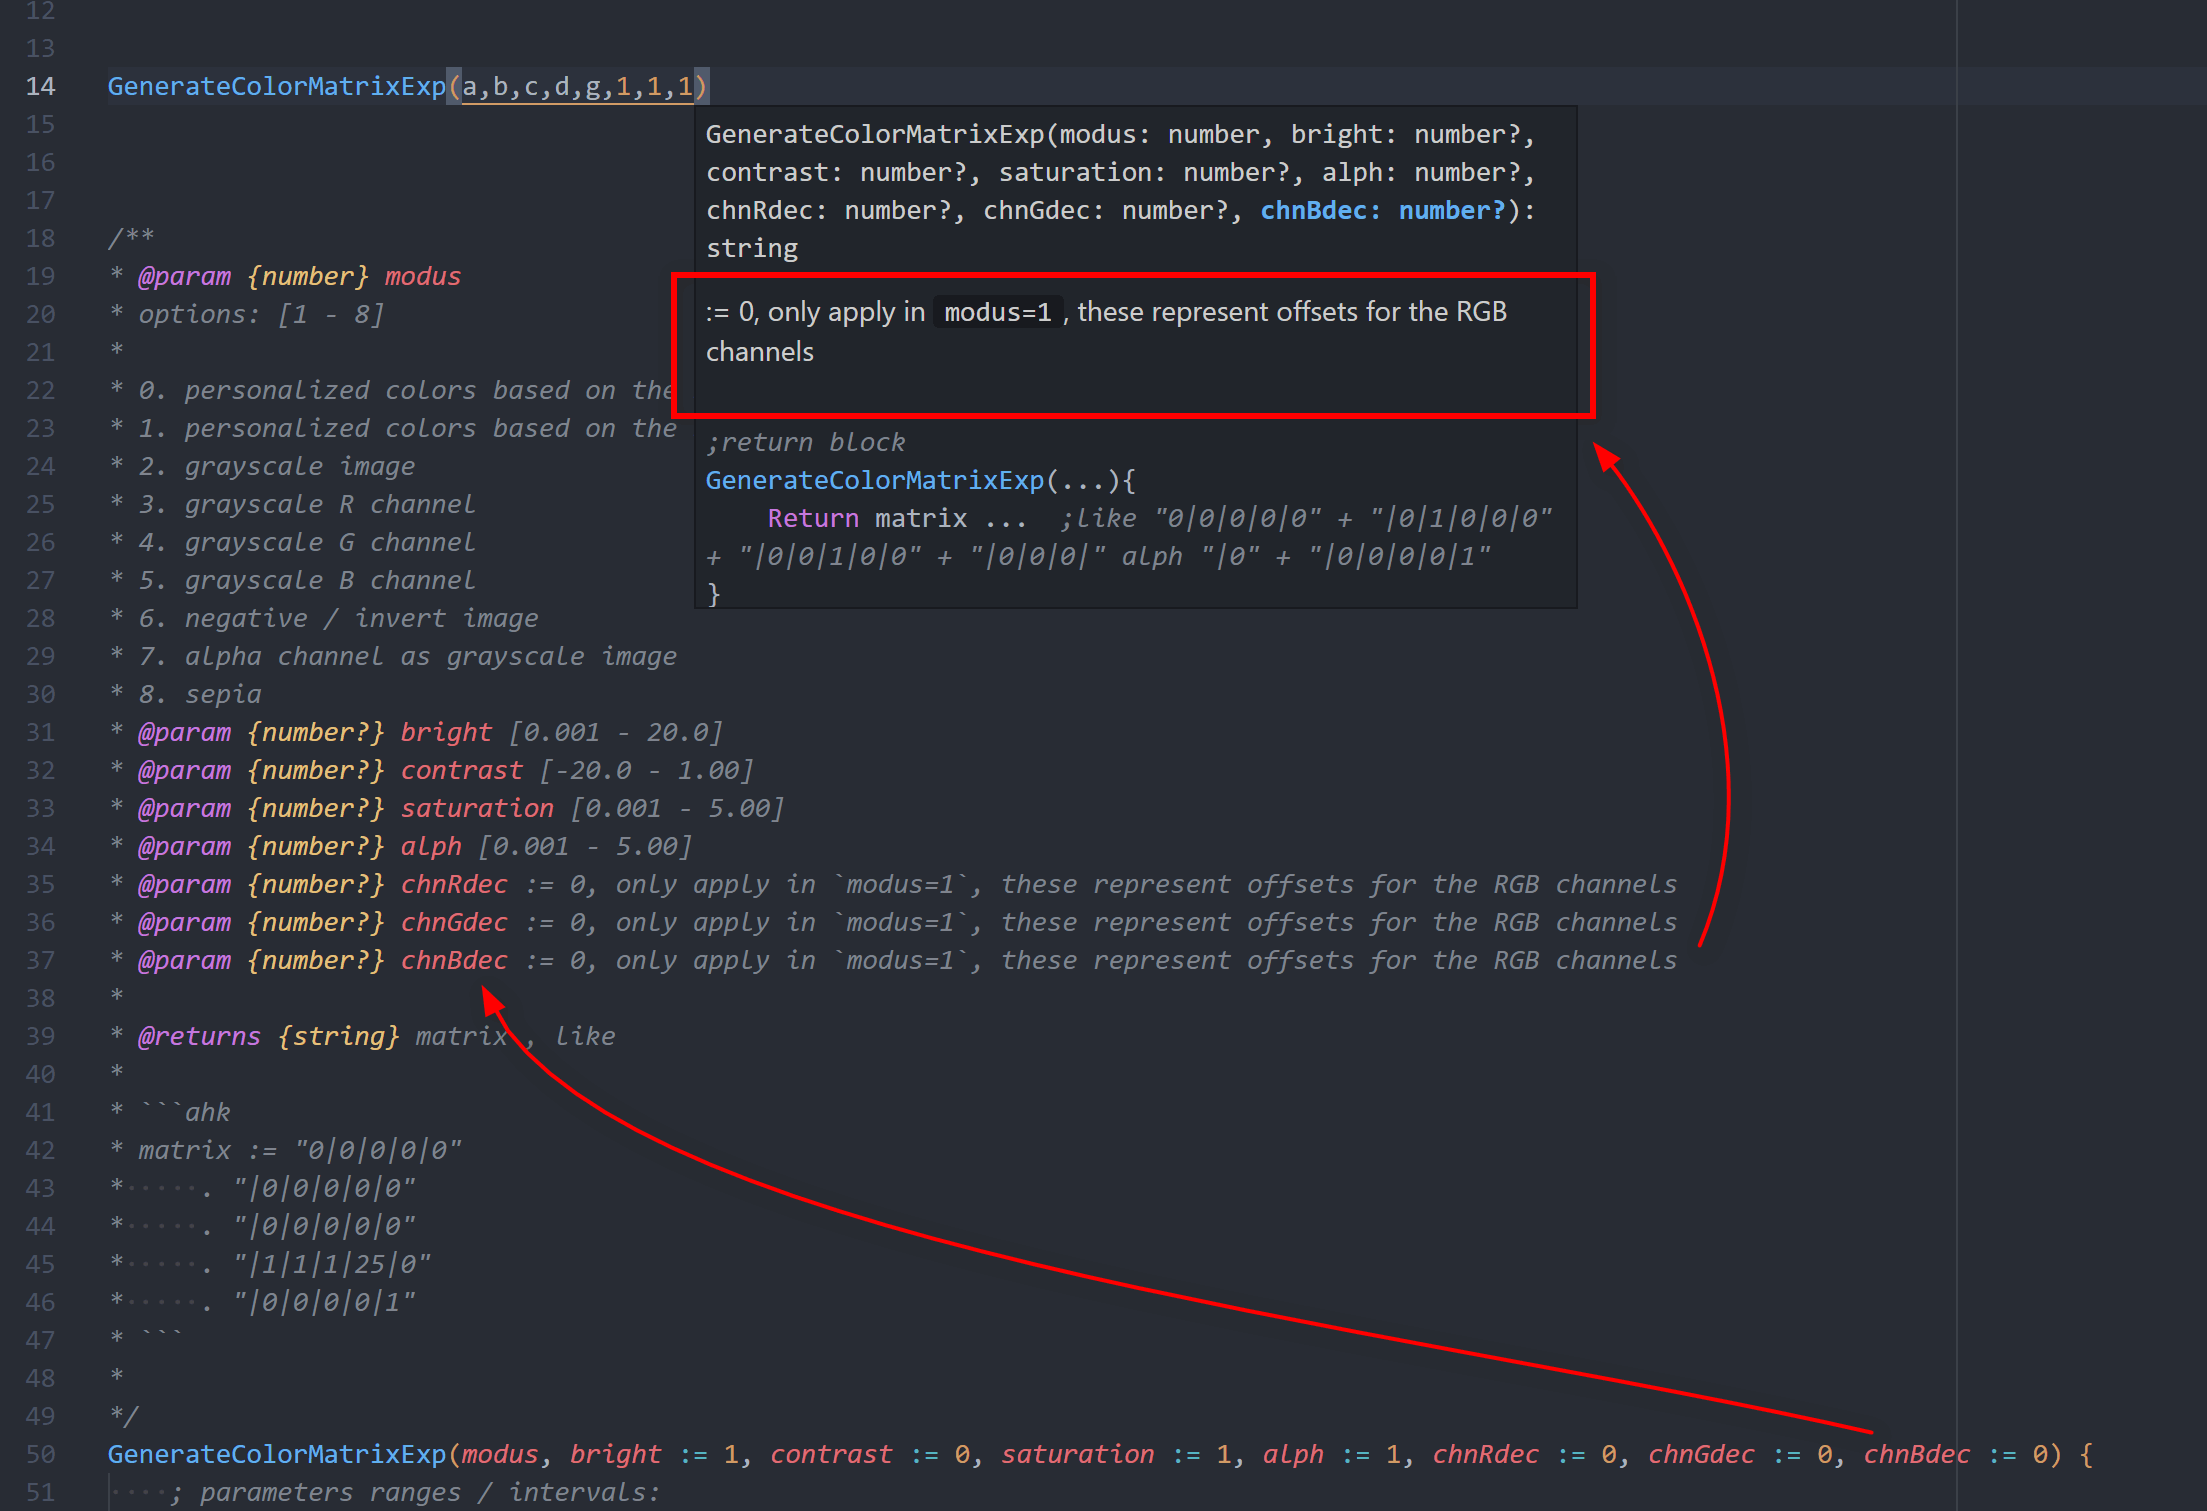 12
13
14 GenerateColorMatrixExp(a,b,c,d,g,1,1,1)
GenerateColorMatrixExp(modus: number, bright: number?,
contrast: number?, saturation: number?, alph: number?,
chnRdec: number?, chnGdec: number?, chnBdec: number?):
string
:= 0, only apply in modus=1, these represent offsets for the RGB
channels
;return block
GenerateColorMatrixExp(...){
Return matrix ... ;like "0|0|0|0|0" + "|0|1|0|0|0"
+ "|0|0|1|0|0" + "|0|0|0|" alph "|0" + "|0|0|0|0|1"
}
15
16
17
18 /**
19 * @param {number} modus
20 * options: [1 - 8]
21 *
22 * 0. personalized colors based on the
23 * 1. personalized colors based on the
24 * 2. grayscale image
25 * 3. grayscale R channel
26 * 4. grayscale G channel
27 * 5. grayscale B channel
28 * 6. negative / invert image
29 * 7. alpha channel as grayscale image
30 * 8. sepia
31 * @param {number?} bright [0.001 - 20.0]
32 * @param {number?} contrast [-20.0 - 1.00]
33 * @param {number?} saturation [0.001 - 5.00]
34 * @param {number?} alph [0.001 - 5.00]
35 * @param {number?} chnRdec := 0, only apply in `modus=1`, these represent offsets for the RGB channels
36 * @param {number?} chnGdec := 0, only apply in `modus=1`, these represent offsets for the RGB channels
37 * @param {number?} chnBdec := 0, only apply in `modus=1`, these represent offsets for the RGB channels
38 *
39 * @returns {string} matrix , like
40 *
41 * ```ahk
42 * matrix := "0|0|0|0|0"
43 *····· . "|0|0|0|0|0"
44 *····· . "|0|0|0|0|0"
45 *····· . "|1|1|1|25|0"
46 *····· . "|0|0|0|0|1"
47 * ```
48 *
49 */
50 GenerateColorMatrixExp(modus, bright := 1, contrast := 0, saturation := 1, alph := 1, chnRdec := 0, chnGdec := 0, chnBdec := 0) {
51 ····; parameters ranges / intervals: